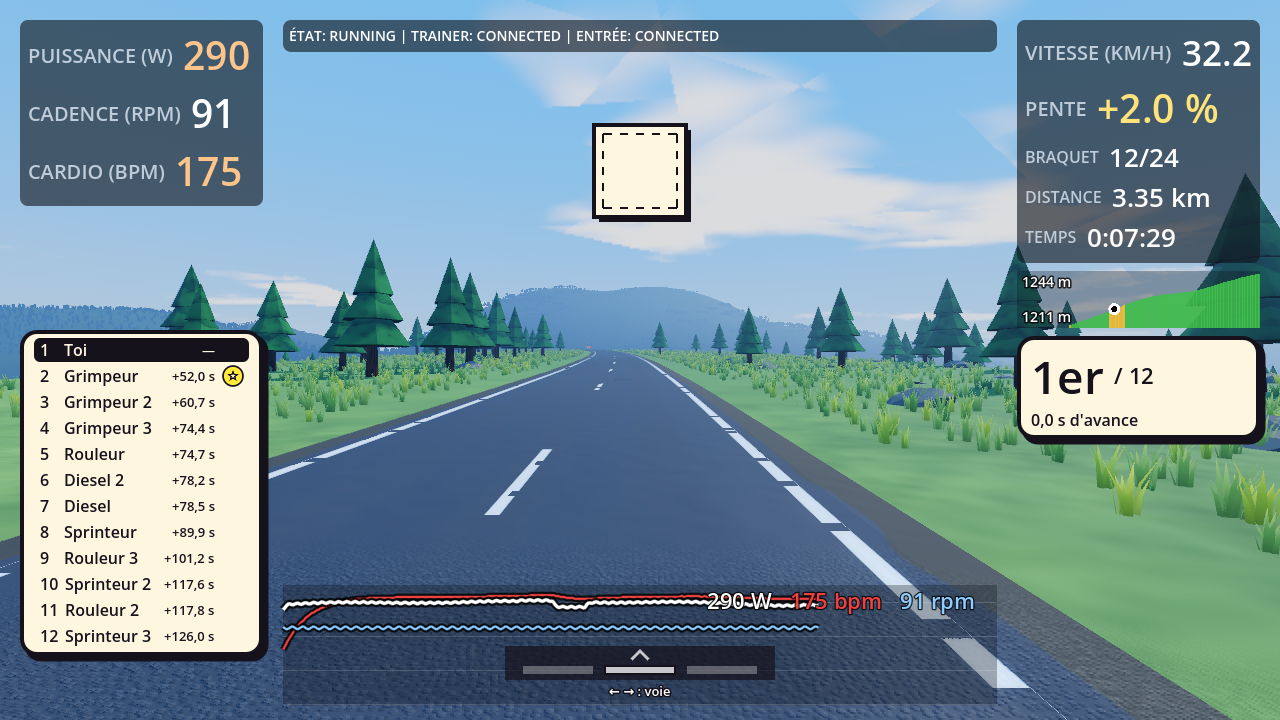 PUISSANCE (W) 290
CADENCE (RPM) 91
CARDIO (BPM) 175
ÉTAT: RUNNING | TRAINER: CONNECTED | ENTRÉE: CONNECTED
VITESSE (KM/H) 32.2
PENTE +2.0 %
BRAQUET 12/24
DISTANCE 3.35 km
TEMPS 0:07:29
1244 m
1211 m
1er / 12
0,0 s d'avance
1 Toi —
2 Grimpeur +52,0 s
3 Grimpeur 2 +60,7 s
4 Grimpeur 3 +74,4 s
5 Rouleur +74,7 s
6 Diesel 2 +78,2 s
7 Diesel +78,5 s
8 Sprinteur +89,9 s
9 Rouleur 3 +101,2 s
10 Sprinteur 2 +117,6 s
11 Rouleur 2 +117,8 s
12 Sprinteur 3 +126,0 s
290 W 175 bpm 91 rpm
← → : voie